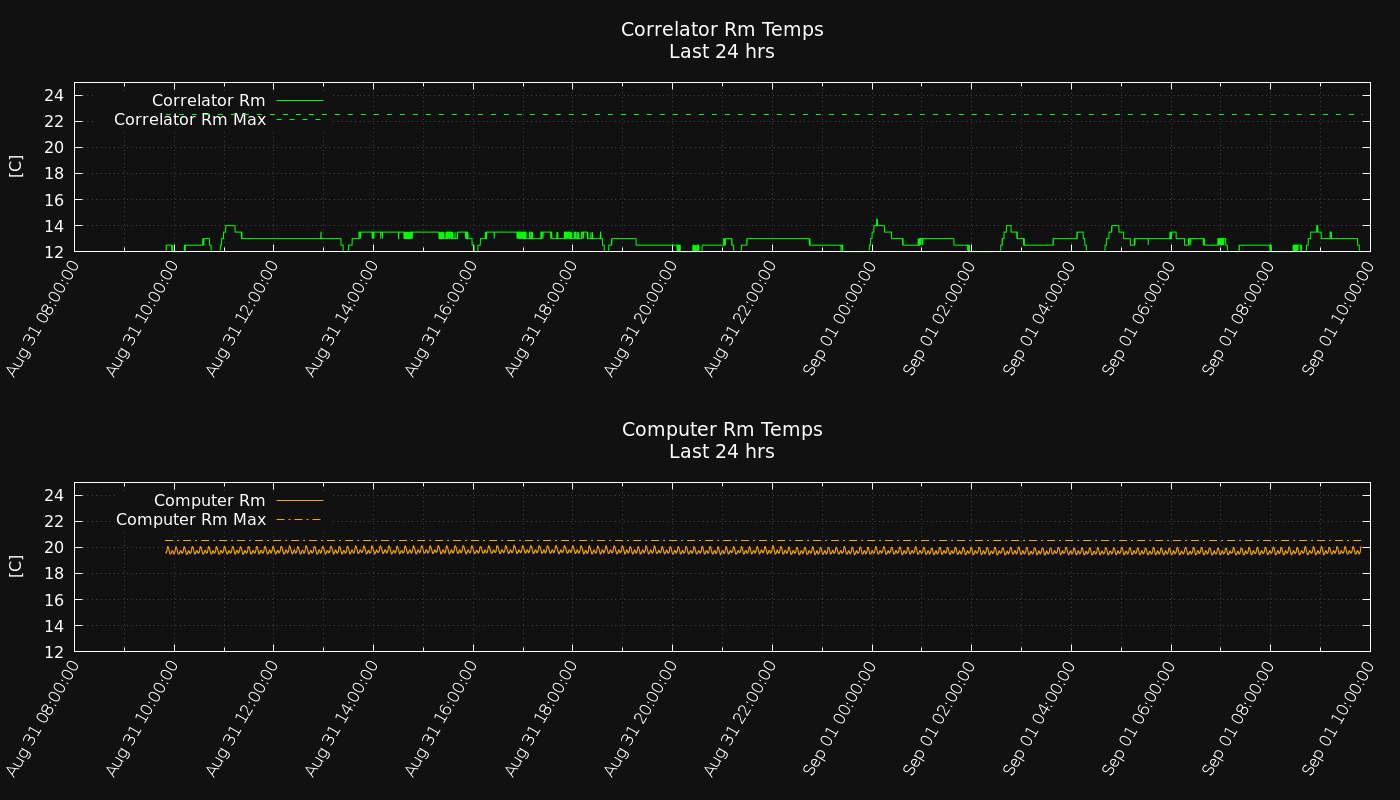 Correlator Rm Temps
Last 24 hrs
Correlator Rm
Correlator Rm Max
[C]
24
22
20
18
16
14
12
Aug 31 08:00:00
Aug 31 10:00:00
Aug 31 12:00:00
Aug 31 14:00:00
Aug 31 16:00:00
Aug 31 18:00:00
Aug 31 20:00:00
Aug 31 22:00:00
Sep 01 00:00:00
Sep 01 02:00:00
Sep 01 04:00:00
Sep 01 06:00:00
Sep 01 08:00:00
Sep 01 10:00:00
Computer Rm Temps
Last 24 hrs
Computer Rm
Computer Rm Max
[C]
24
22
20
18
16
14
12
Aug 31 08:00:00
Aug 31 10:00:00
Aug 31 12:00:00
Aug 31 14:00:00
Aug 31 16:00:00
Aug 31 18:00:00
Aug 31 20:00:00
Aug 31 22:00:00
Sep 01 00:00:00
Sep 01 02:00:00
Sep 01 04:00:00
Sep 01 06:00:00
Sep 01 08:00:00
Sep 01 10:00:00